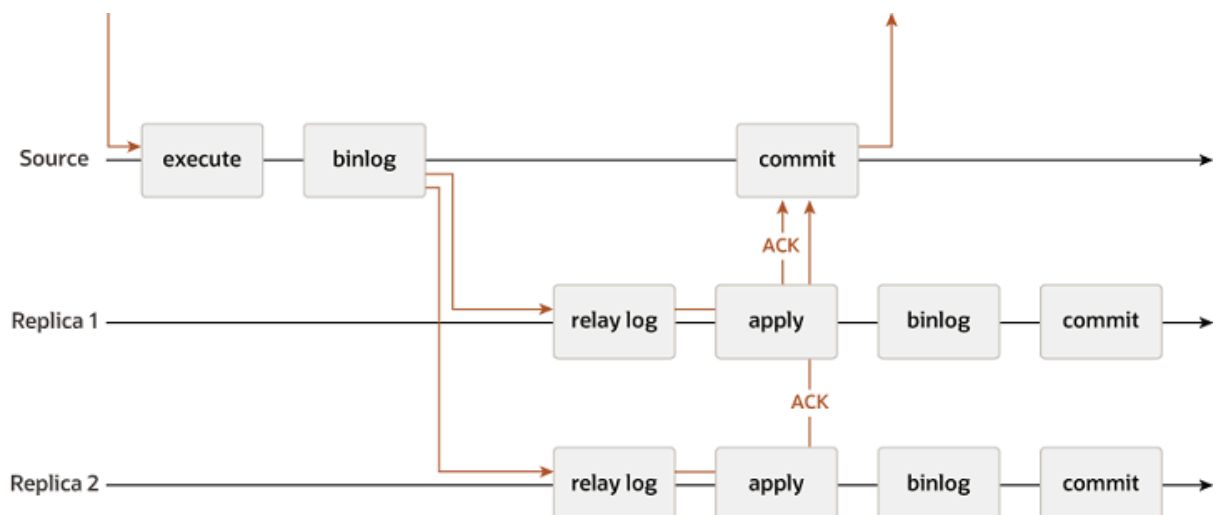 Source execute binlog commit
ACK
Replica 1 relay log apply binlog commit
ACK
Replica 2 relay log apply binlog commit